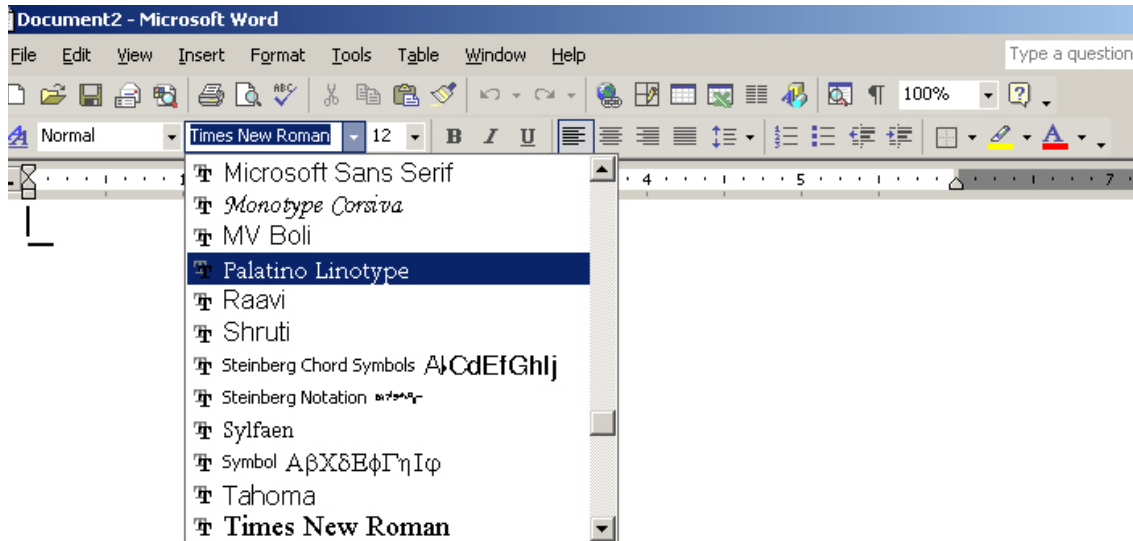 Document2 - Microsoft Word
File Edit View Insert Format Tools Table Window Help Type a question
ABC 100%
Normal Times New Roman 12 B I U A
1 4 5 7
Microsoft Sans Serif
Monotype Corsiva
MV Boli
Palatino Linotype
Raavi
Shruti
Steinberg Chord Symbols
Steinberg Notation
Sylfaen
Symbol ΑβΧδΕφΓηΙφ
Tahoma
Times New Roman